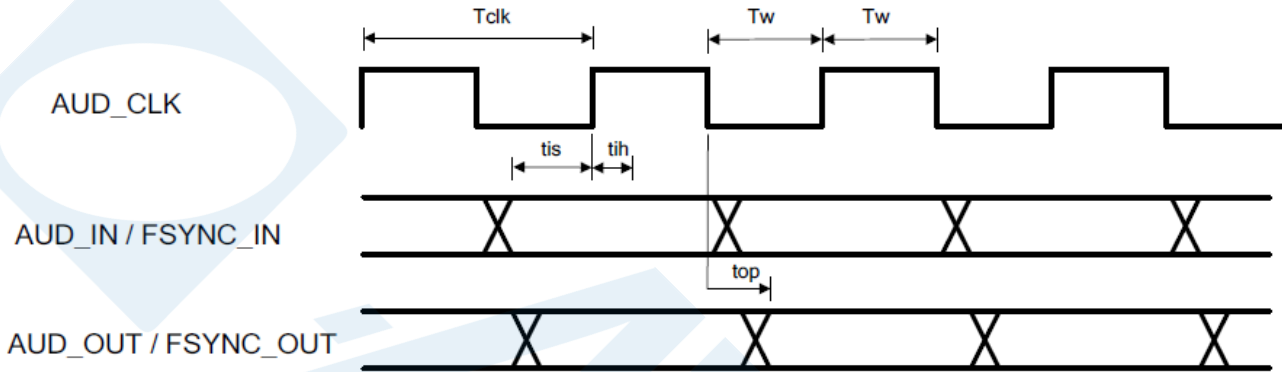 Tclk Tw Tw
AUD_CLK
tis tih
AUD_IN / FSYNC_IN
top
AUD_OUT / FSYNC_OUT